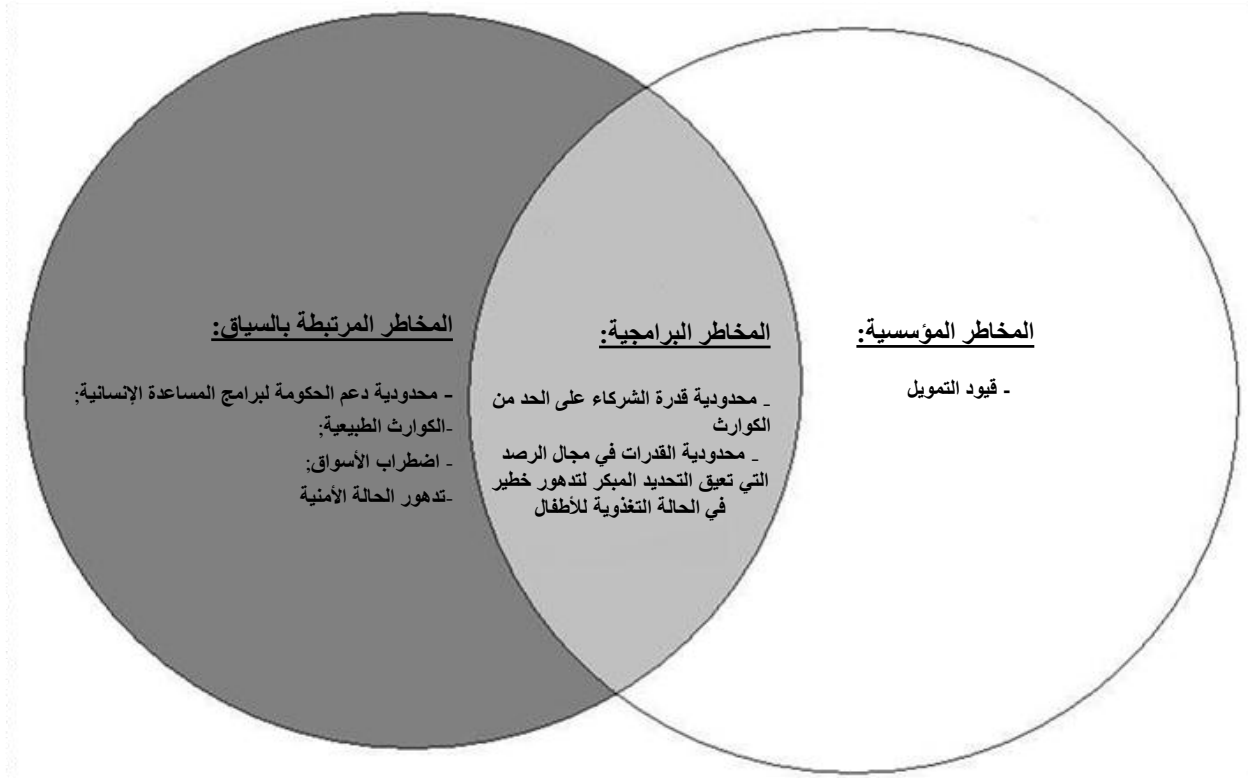 المخاطر المرتبطة بالسياق:
- محدودية دعم الحكومة لبرامج المساعدة الإنسانية;
-الكوارث الطبيعية;
- اضطراب الأسواق;
-تدهور الحالة الأمنية
المخاطر البرامجية:
- محدودية قدرة الشركاء على الحد من
الكوارث
- محدودية القدرات في مجال الرصد
التي تعيق التحديد المبكر لتدهور خطير
في الحالة التغذوية للأطفال
المخاطر المؤسسية:
- قيود التمويل